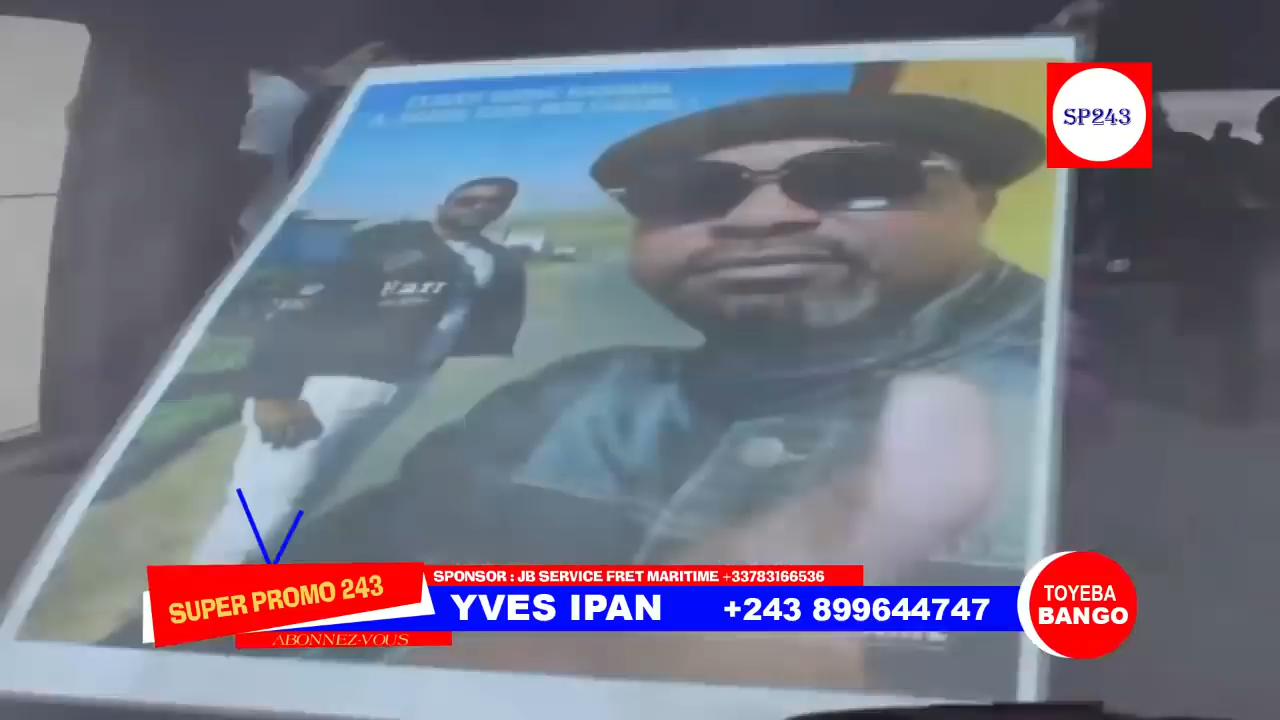 SP243
SPONSOR : JB SERVICE FRET MARITIME +33783166536
SUPER PROMO 243
YVES IPAN +243 899644747
TOYEBA
BANGO
ABONNEZ-VOUS